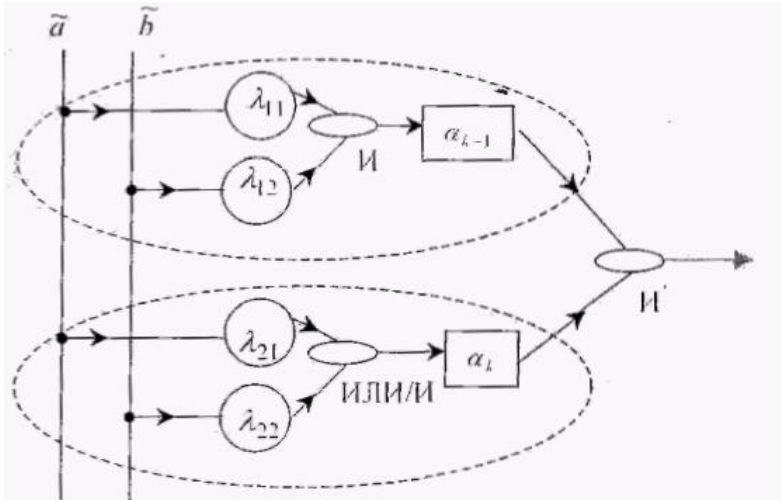 ã b̃
λ₁₁
α_{k-1}
И
λ₁₂
И
λ₂₁
α_k
ИЛИ/И
λ₂₂